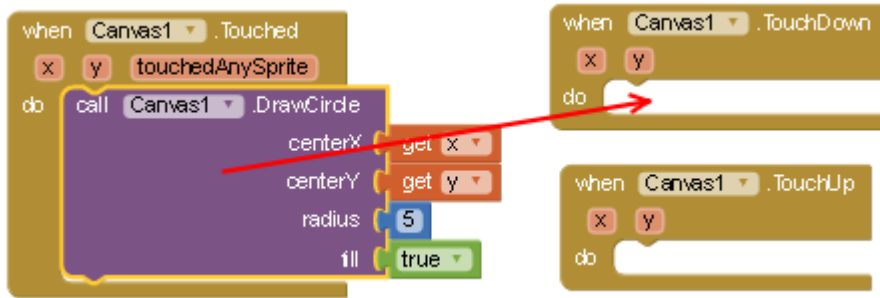 when Canvas1 .Touched
x y touchedAnySprite
do call Canvas1 .DrawCircle
centerX get x
centerY get y
radius 5
fill true
when Canvas1 .TouchDown
x y
do
when Canvas1 .TouchUp
x y
do